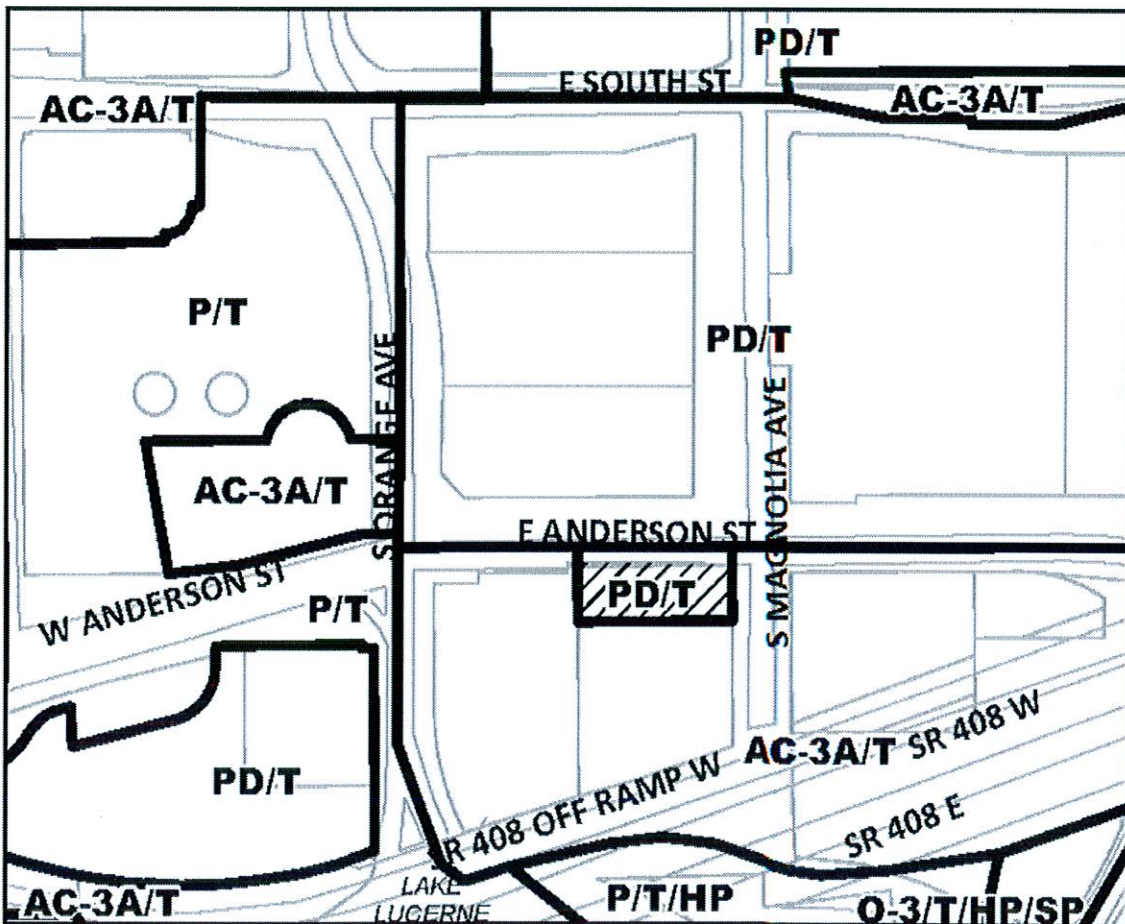 PD/T
E SOUTH ST
AC-3A/T
AC-3A/T
P/T
PD/T
S ORANGE AVE
S MAGNOLIA AVE
AC-3A/T
E ANDERSON ST
W ANDERSON ST
PD/T
P/T
SR 408 W
AC-3A/T
PD/T
SR 408 OFF RAMP W
SR 408 E
AC-3A/T
LAKE
LUCERNE
P/T/HP
O-3/T/HP/SP